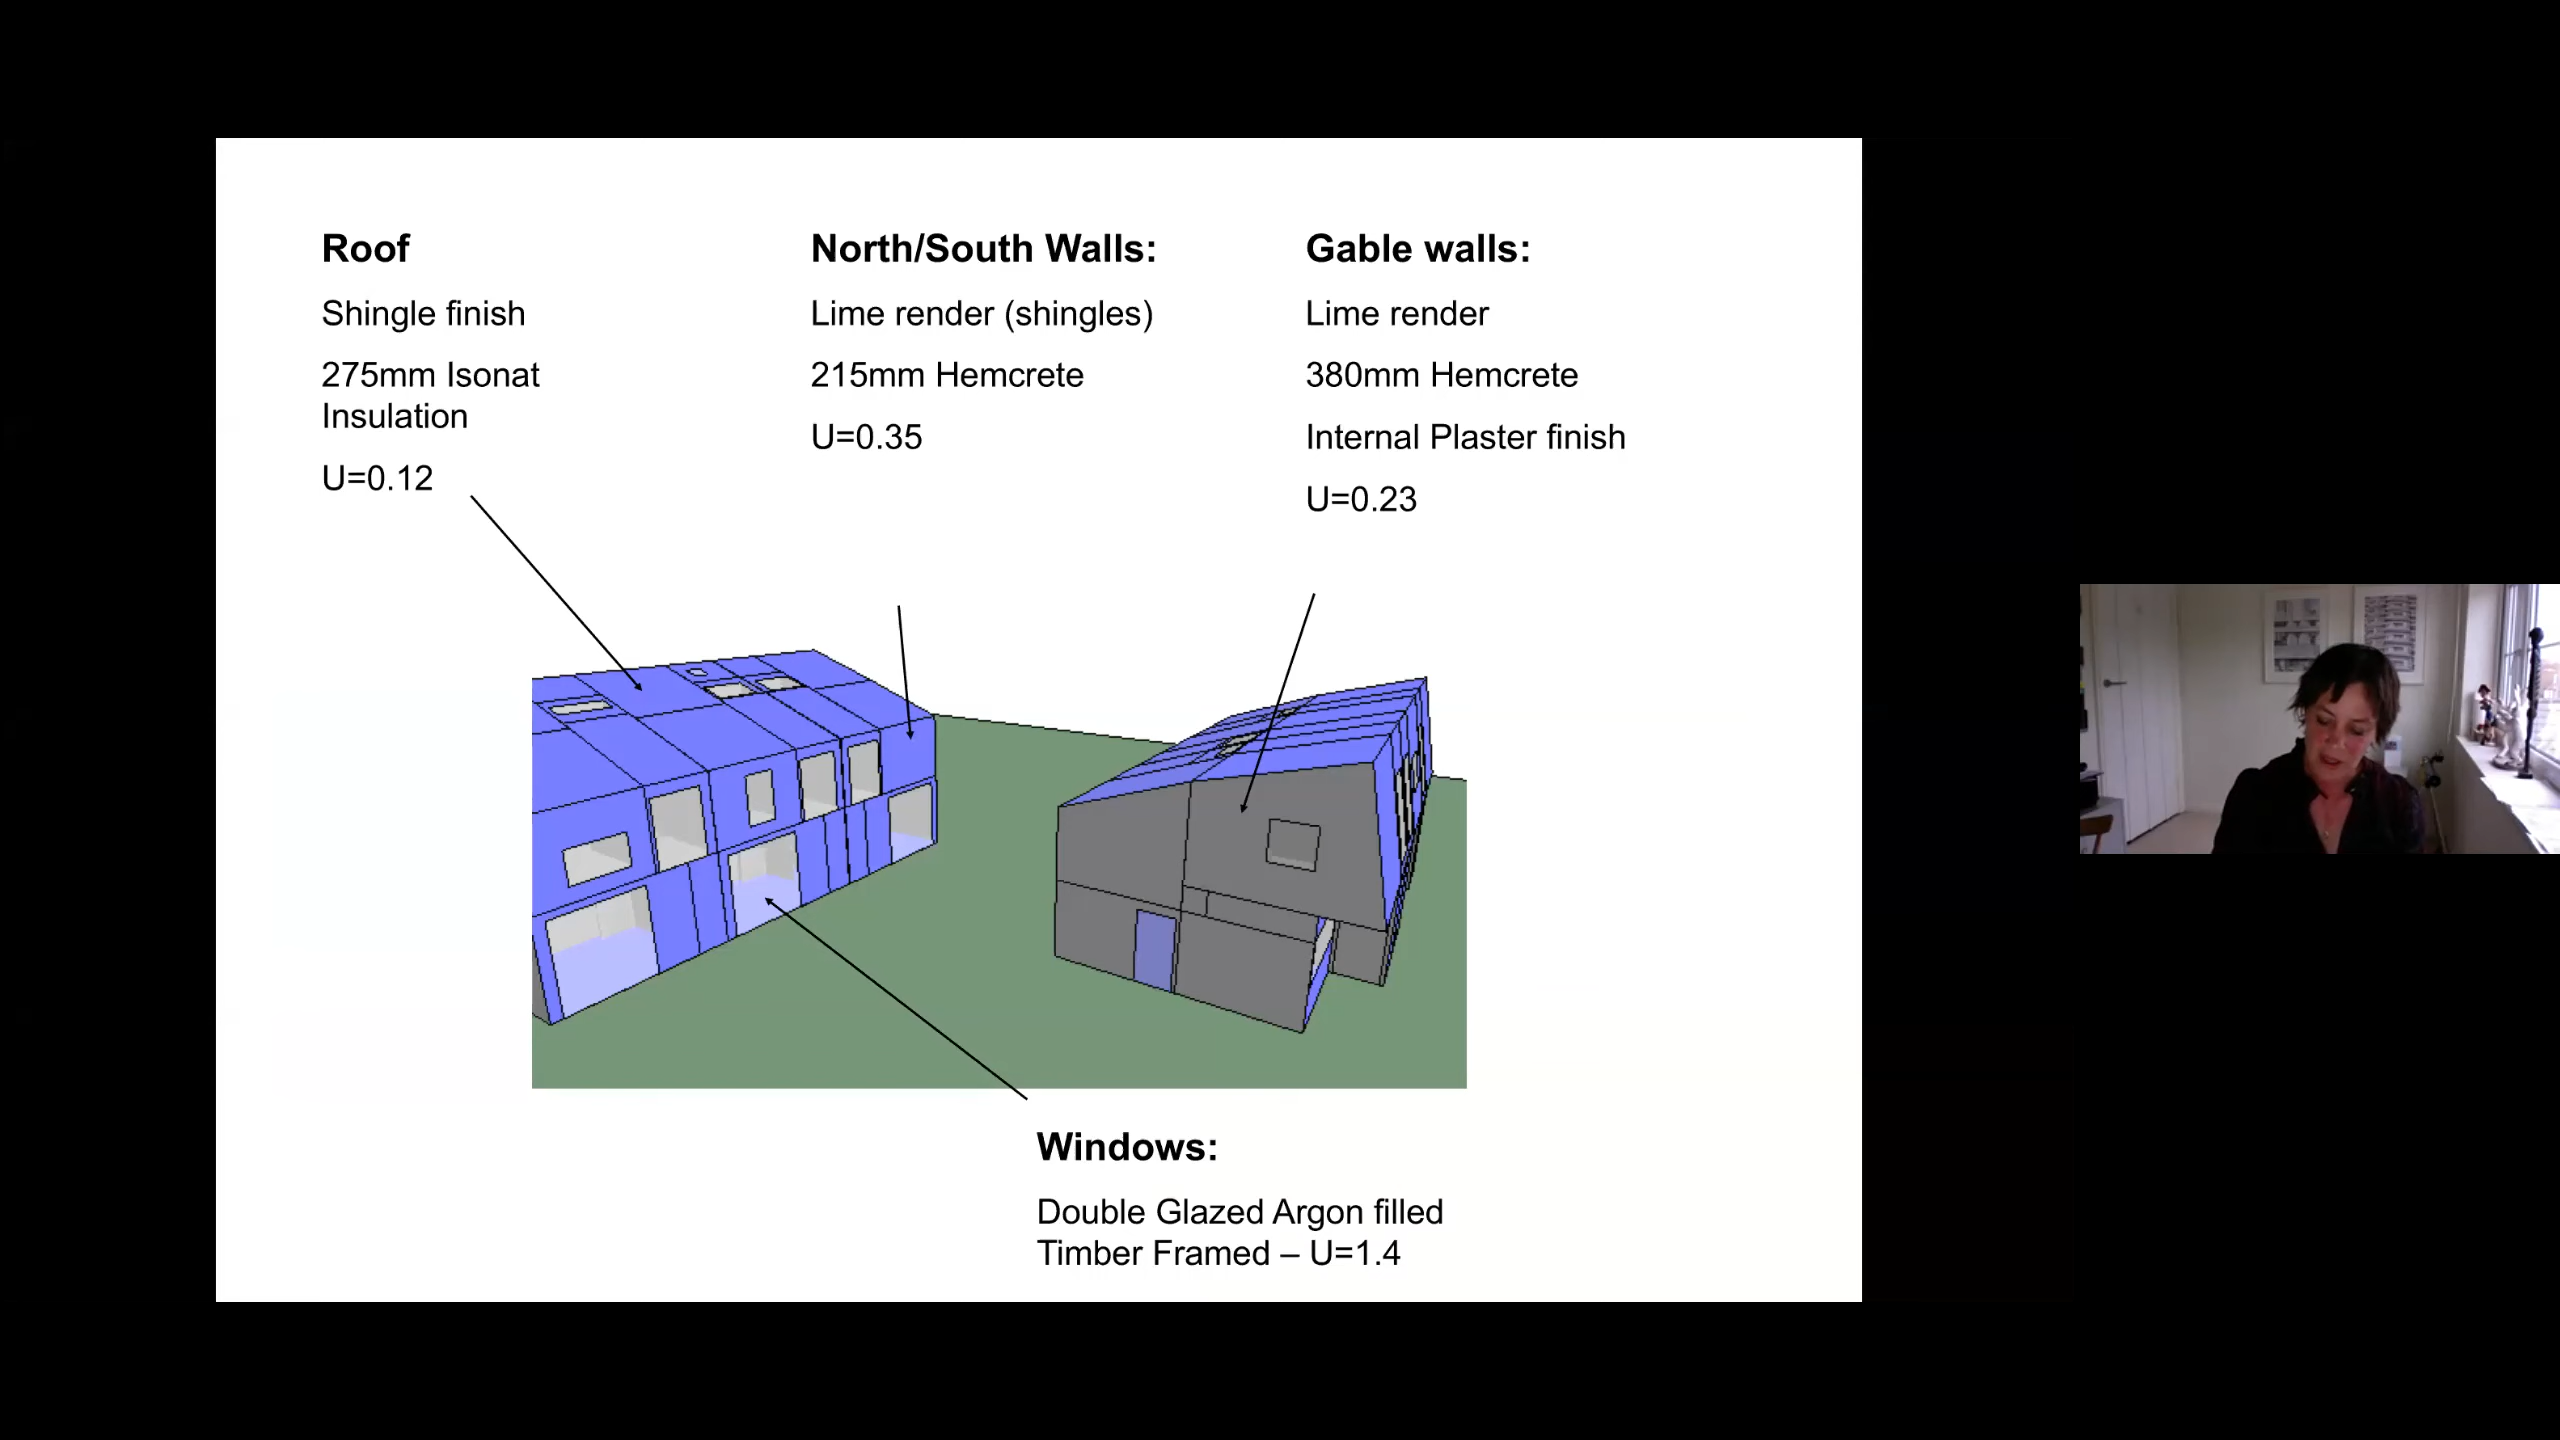 Roof
Shingle finish
275mm Isonat
Insulation
U=0.12
North/South Walls:
Lime render (shingles)
215mm Hemcrete
U=0.35
Gable walls:
Lime render
380mm Hemcrete
Internal Plaster finish
U=0.23
Windows:
Double Glazed Argon filled
Timber Framed – U=1.4